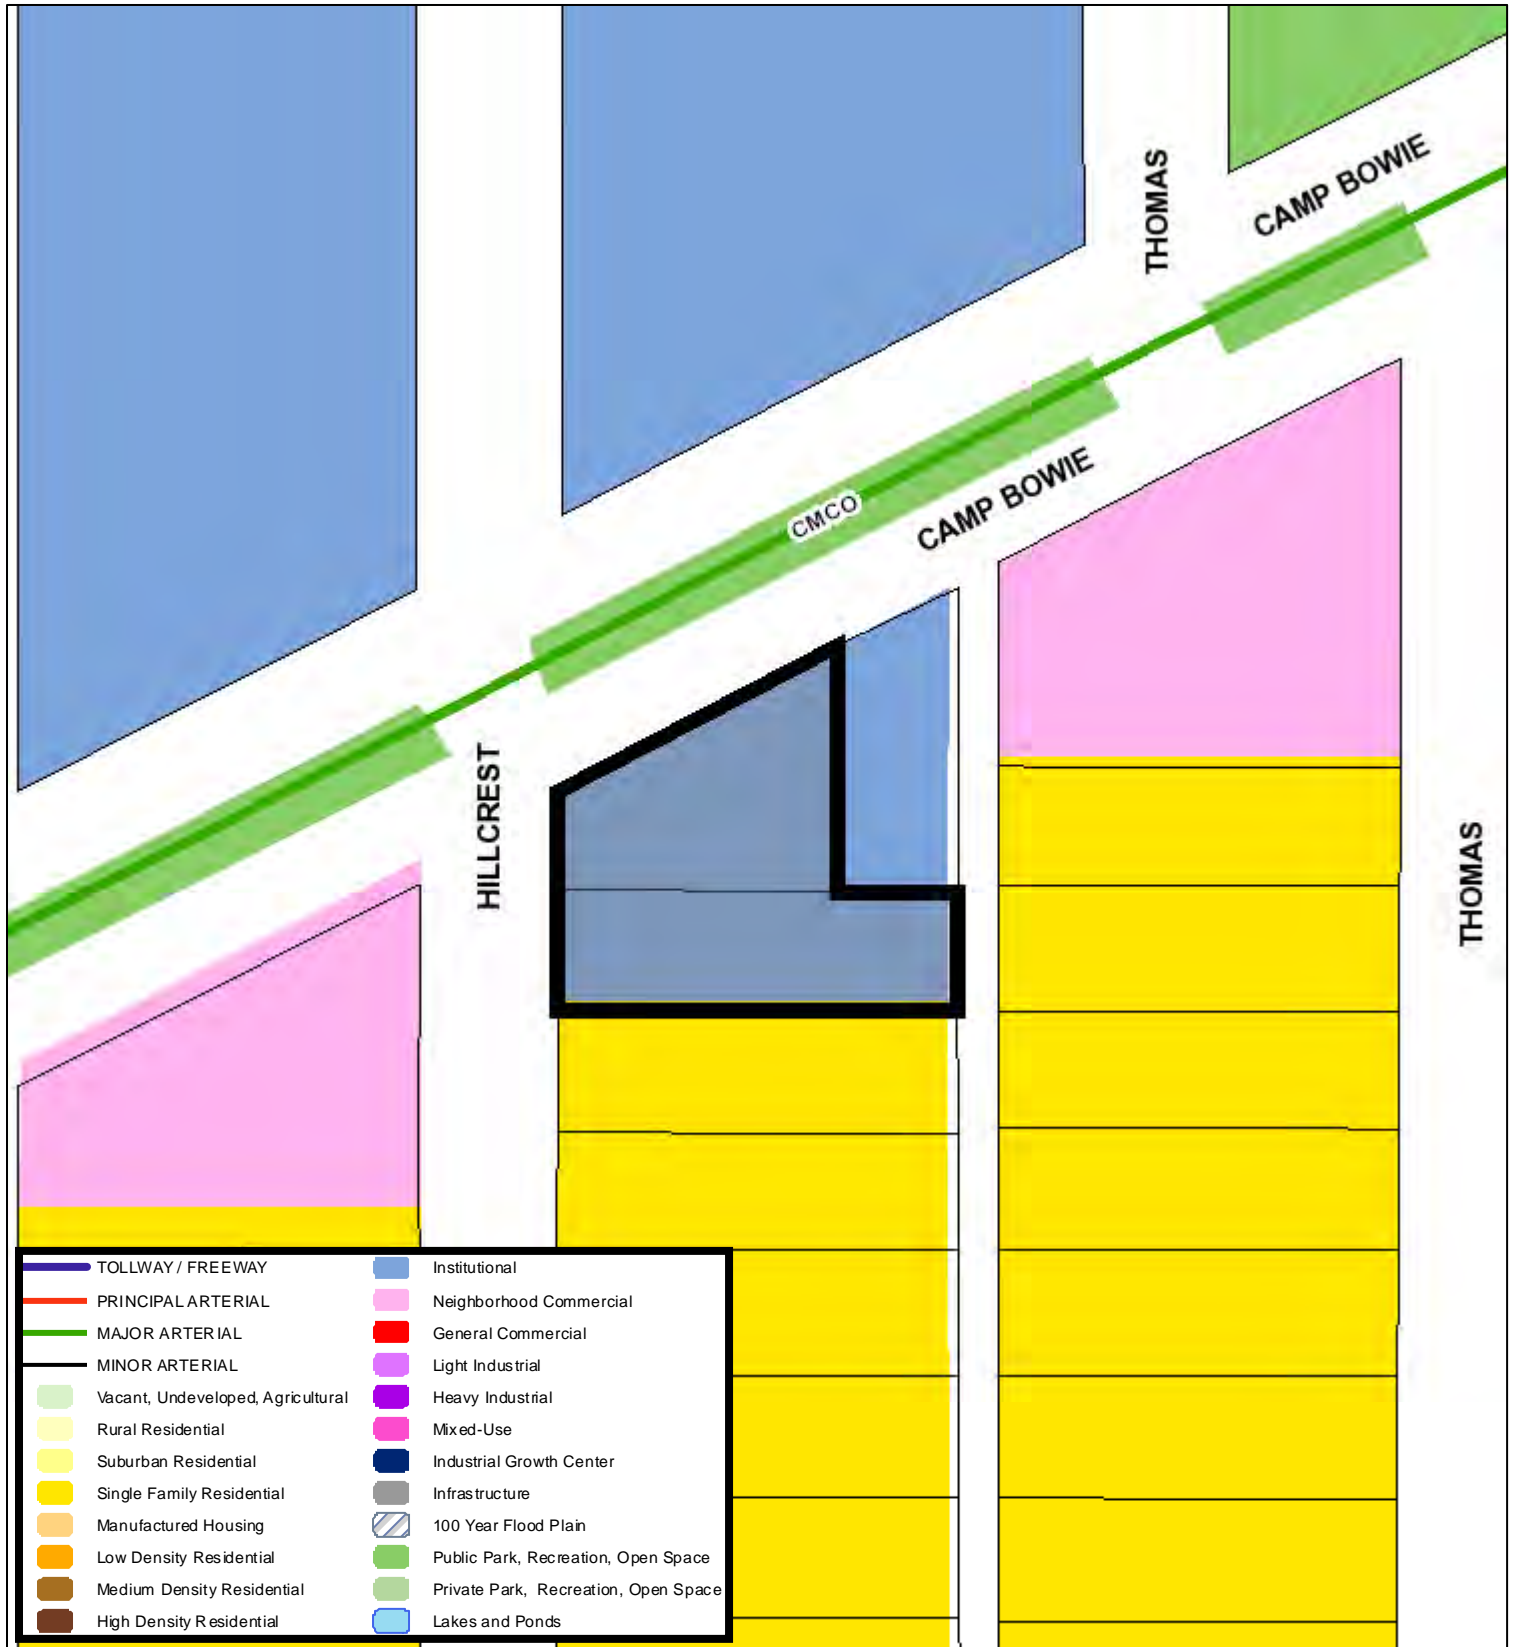 THOMAS
CAMP BOWIE
CMCO
CAMP BOWIE
HILLCREST
THOMAS
TOLLWAY / FREEWAY
PRINCIPAL ARTERIAL
MAJOR ARTERIAL
MINOR ARTERIAL
Vacant, Undeveloped, Agricultural
Rural Residential
Suburban Residential
Single Family Residential
Manufactured Housing
Low Density Residential
Medium Density Residential
High Density Residential
Institutional
Neighborhood Commercial
General Commercial
Light Industrial
Heavy Industrial
Mixed-Use
Industrial Growth Center
Infrastructure
100 Year Flood Plain
Public Park, Recreation, Open Space
Private Park, Recreation, Open Space
Lakes and Ponds